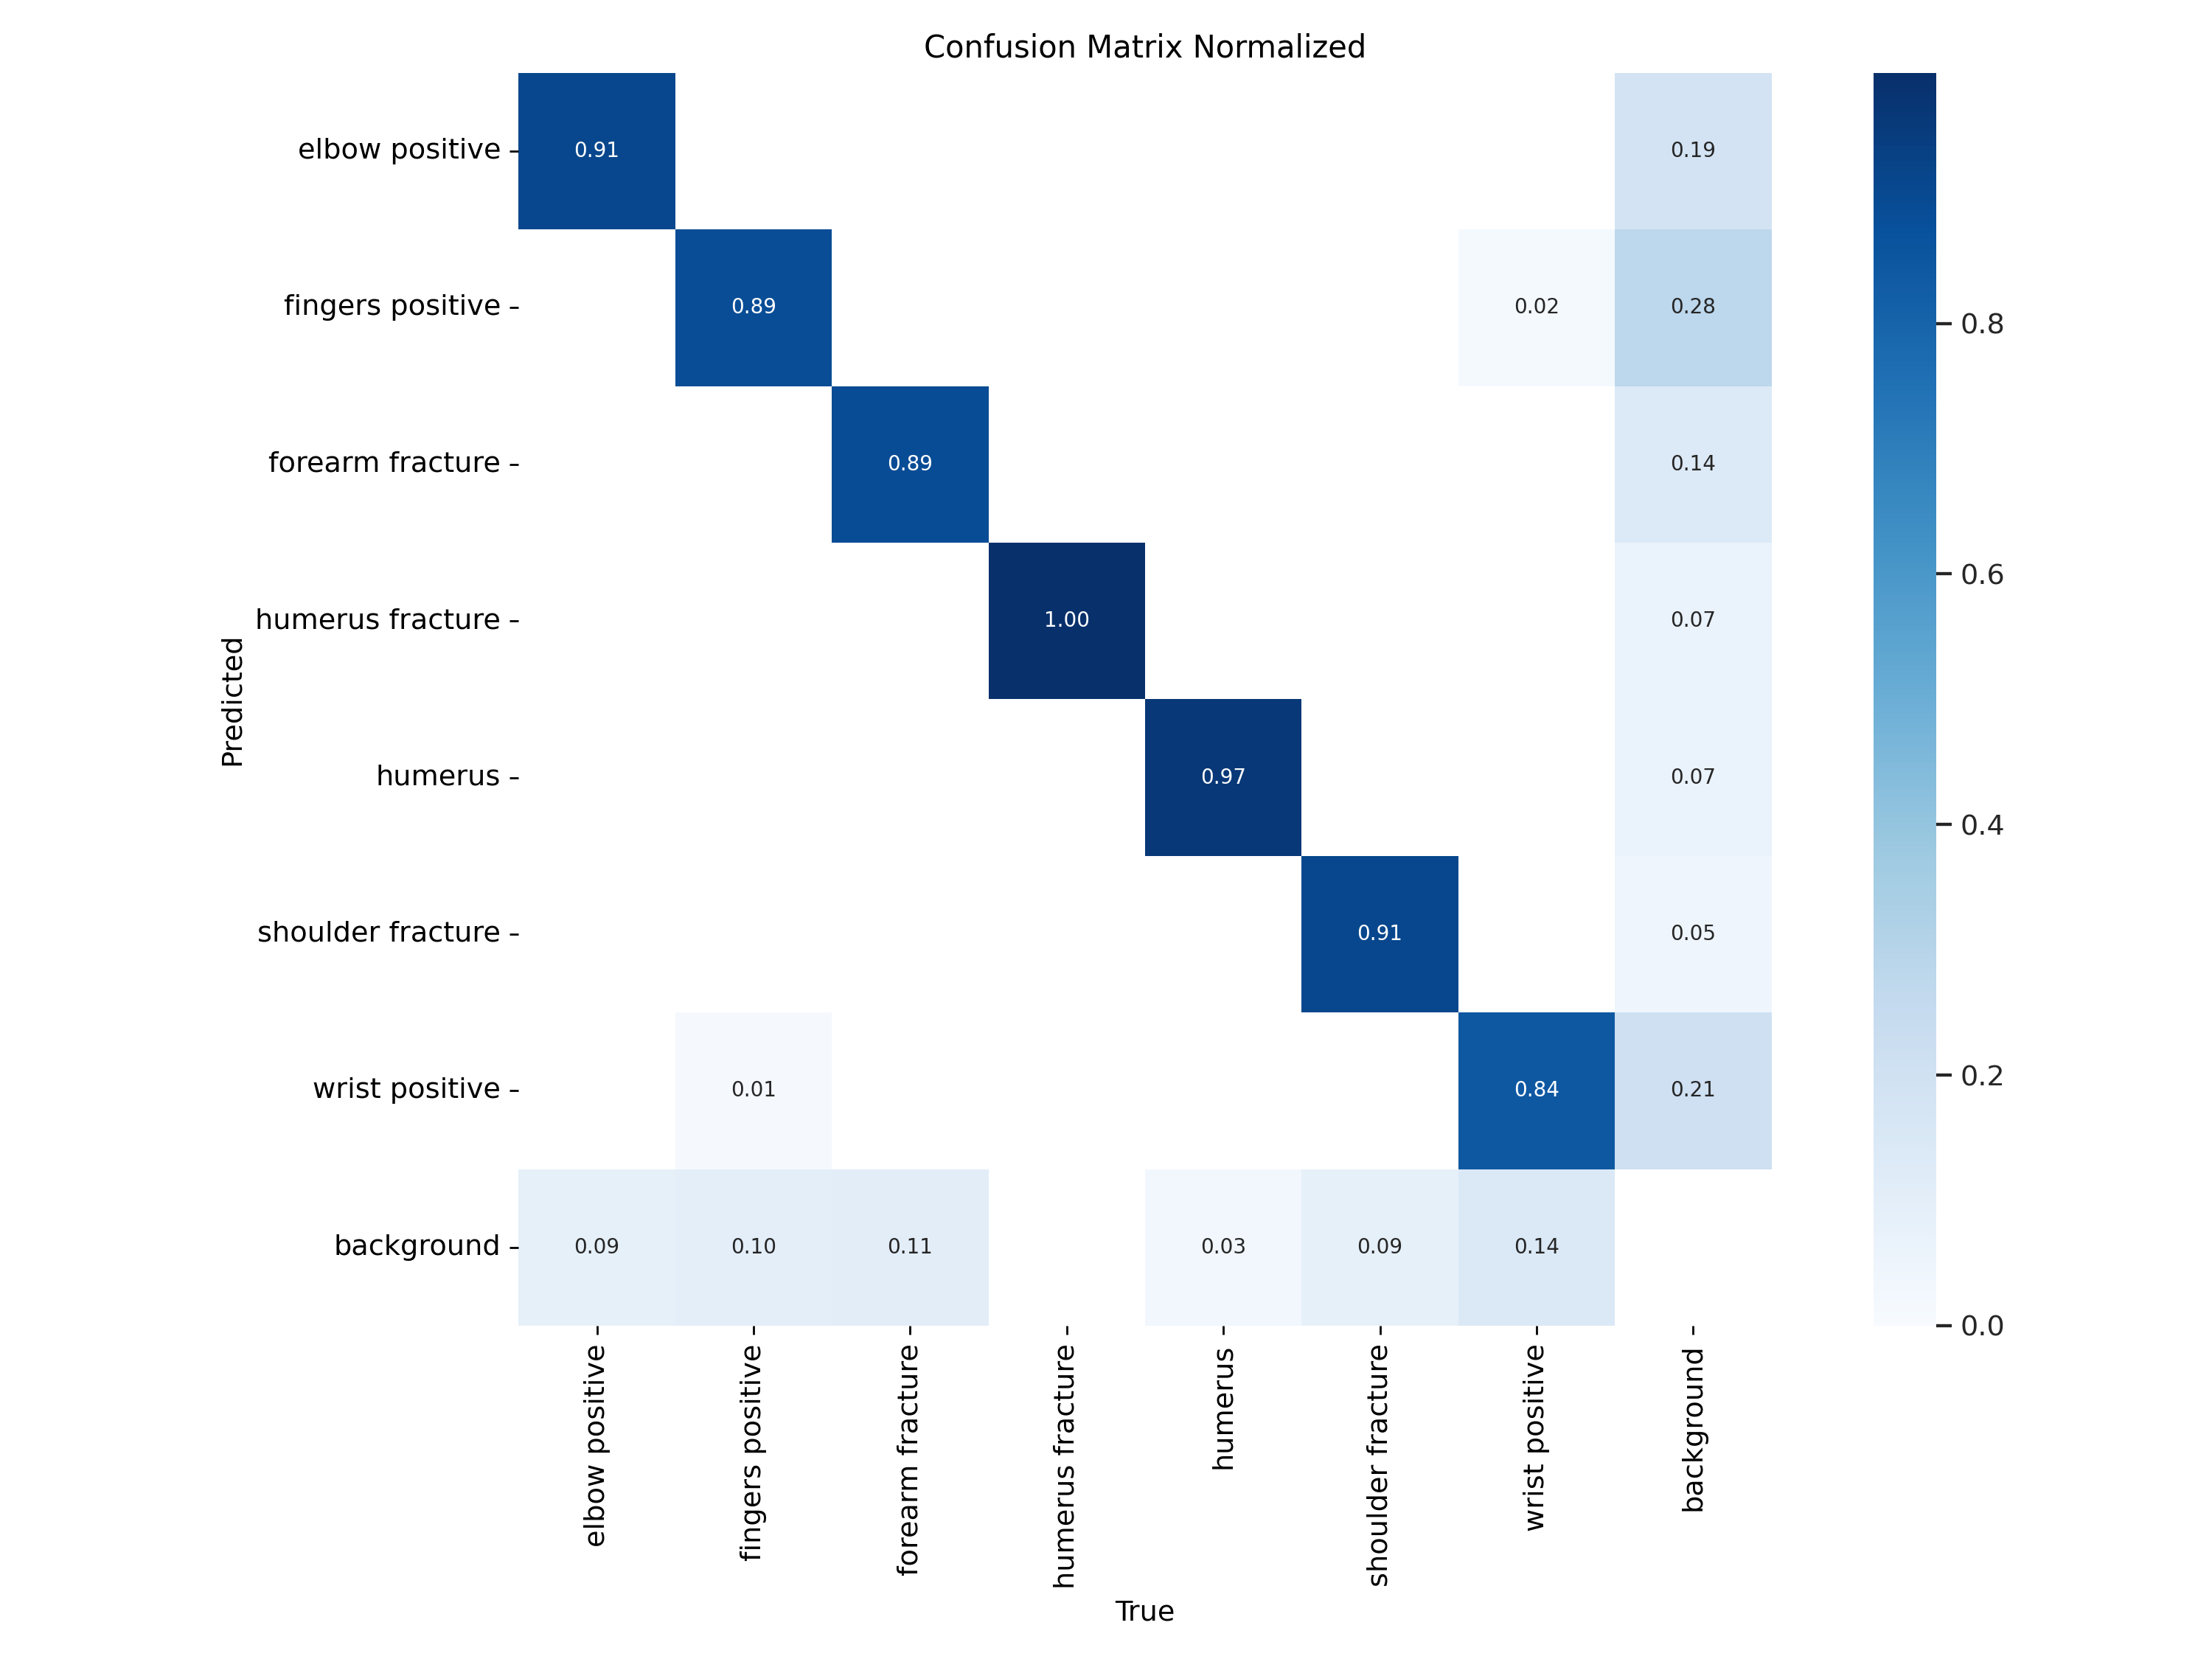 Confusion Matrix Normalized
elbow positive
0.91
0.19
fingers positive
0.89
0.02
0.28
forearm fracture
0.89
0.14
humerus fracture
1.00
0.07
humerus
0.97
0.07
shoulder fracture
0.91
0.05
wrist positive
0.01
0.84
0.21
background
0.09
0.10
0.11
0.03
0.09
0.14
Predicted
elbow positive
fingers positive
forearm fracture
humerus fracture
humerus
shoulder fracture
wrist positive
background
True
0.8
0.6
0.4
0.2
0.0